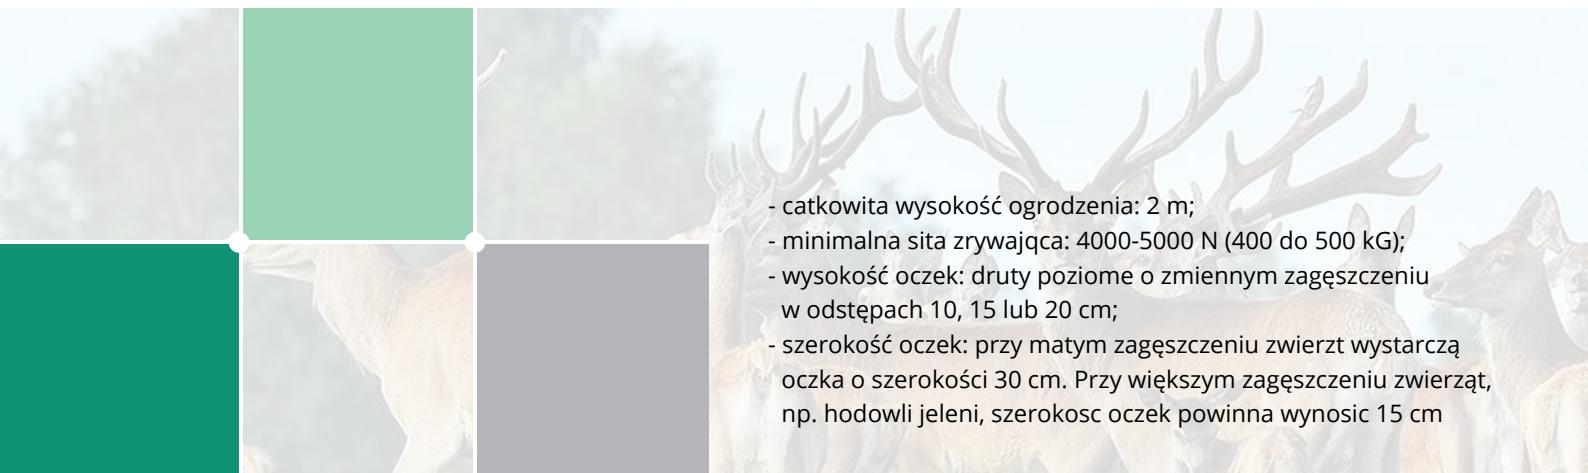 - catkowita wysokość ogrodzenia: 2 m;
- minimalna sita zrywajqca: 4000-5000 N (400 do 500 kG);
- wysokość oczek: druty poziome o zmiennym zagęszczeniu
w odstępach 10, 15 lub 20 cm;
- szerokość oczek: przy matym zagęszczeniu zwierzt wystarczą
oczka o szerokości 30 cm. Przy większym zagęszczeniu zwierząt,
np. hodowli jeleni, szerokosc oczek powinna wynosic 15 cm